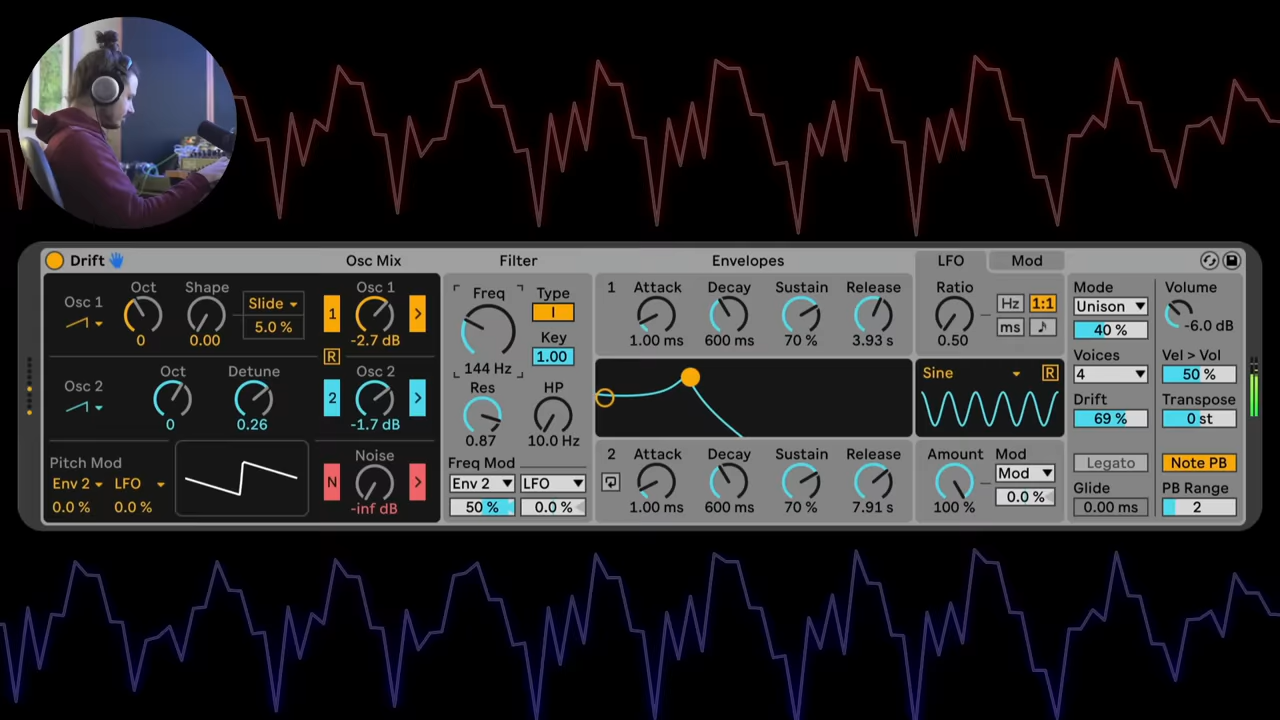 Drift
Osc Mix
Filter
Envelopes
LFO
Mod
Osc 1
Oct
0
Shape
0.00
Slide
5.0 %
1
Osc 1
-2.7 dB
R
Osc 2
Oct
0
Detune
0.26
2
Osc 2
-1.7 dB
Pitch Mod
Env 2
LFO
0.0 %
0.0 %
N
Noise
-inf dB
Freq
144 Hz
Type
I
Key
1.00
Res
0.87
HP
10.0 Hz
Freq Mod
Env 2
LFO
50 %
0.0 %
1
Attack
Decay
Sustain
Release
1.00 ms
600 ms
70 %
3.93 s
2
Attack
Decay
Sustain
Release
1.00 ms
600 ms
70 %
7.91 s
Ratio
0.50
Hz
1:1
ms
Sine
R
Amount
100 %
Mod
Mod
0.0 %
Mode
Unison
40 %
Voices
4
Drift
69 %
Legato
Glide
0.00 ms
Volume
-6.0 dB
Vel > Vol
50 %
Transpose
0 st
Note PB
PB Range
2